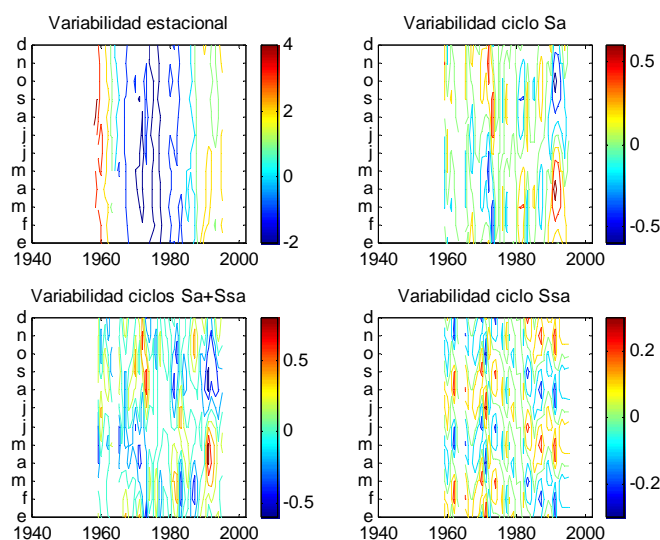 Variabilidad estacional
d
n
o
s
a
j
j
m
a
m
f
e
1940 1960 1980 2000
4
2
0
-2
Variabilidad ciclo Sa
d
n
o
s
a
j
j
m
a
m
f
e
1940 1960 1980 2000
0.5
0
-0.5
Variabilidad ciclos Sa+Ssa
d
n
o
s
a
j
j
m
a
m
f
e
1940 1960 1980 2000
0.5
0
-0.5
Variabilidad ciclo Ssa
d
n
o
s
a
j
j
m
a
m
f
e
1940 1960 1980 2000
0.2
0
-0.2